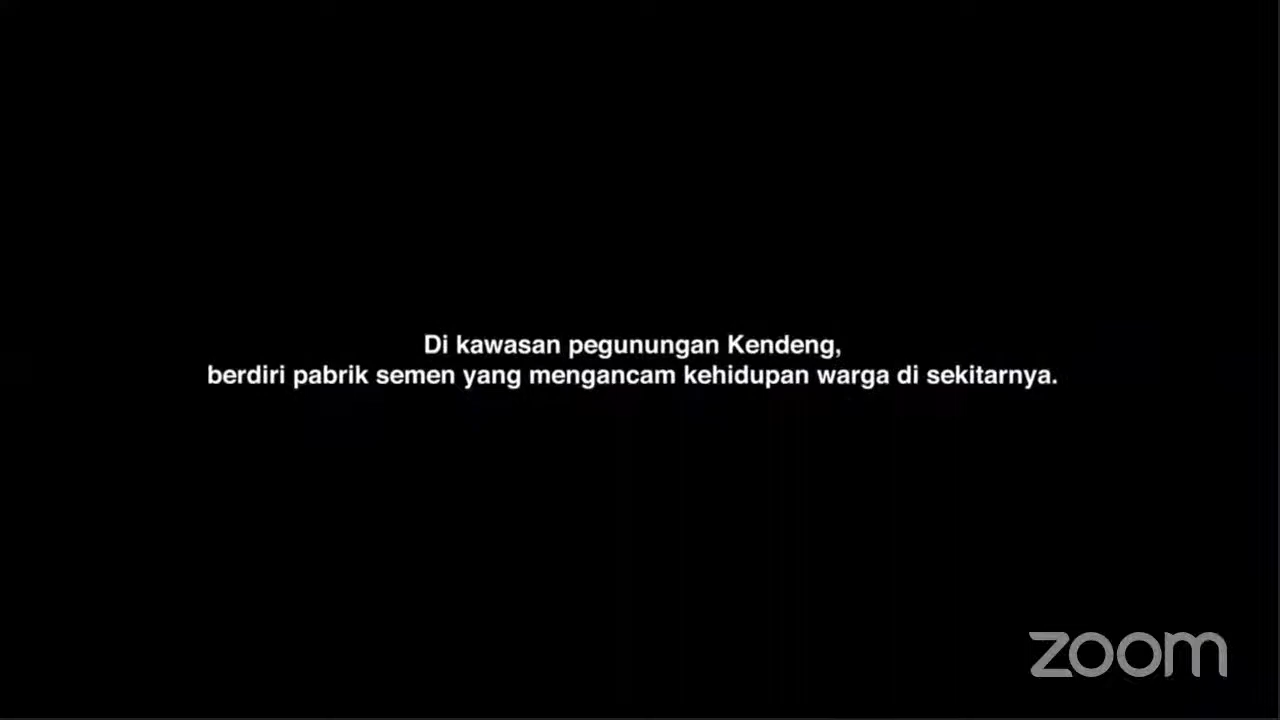 Di kawasan pegunungan Kendeng,
berdiri pabrik semen yang mengancam kehidupan warga di sekitarnya.
zoom